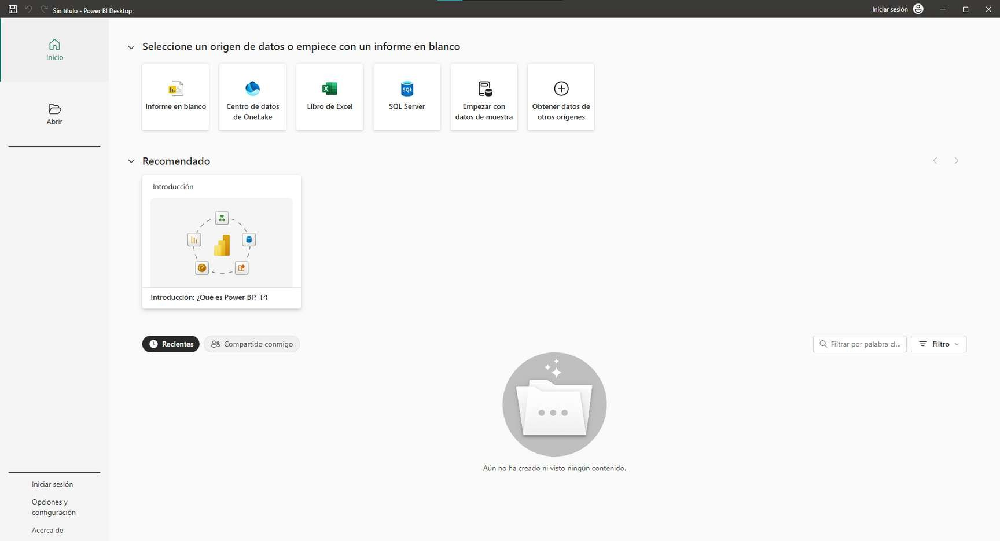 Sin título - Power BI Desktop
Iniciar sesión
Inicio
Abrir
Seleccione un origen de datos o empiece con un informe en blanco
Informe en blanco
Centro de datos
de OneLake
Libro de Excel
SQL
SQL Server
Empezar con
datos de muestra
Obtener datos de
otros orígenes
Recomendado
Introducción
Introducción: ¿Qué es Power BI?
Recientes
Compartido conmigo
Filtrar por palabra cl...
Filtro
Aún no ha creado ni visto ningún contenido.
Iniciar sesión
Opciones y
configuración
Acerca de